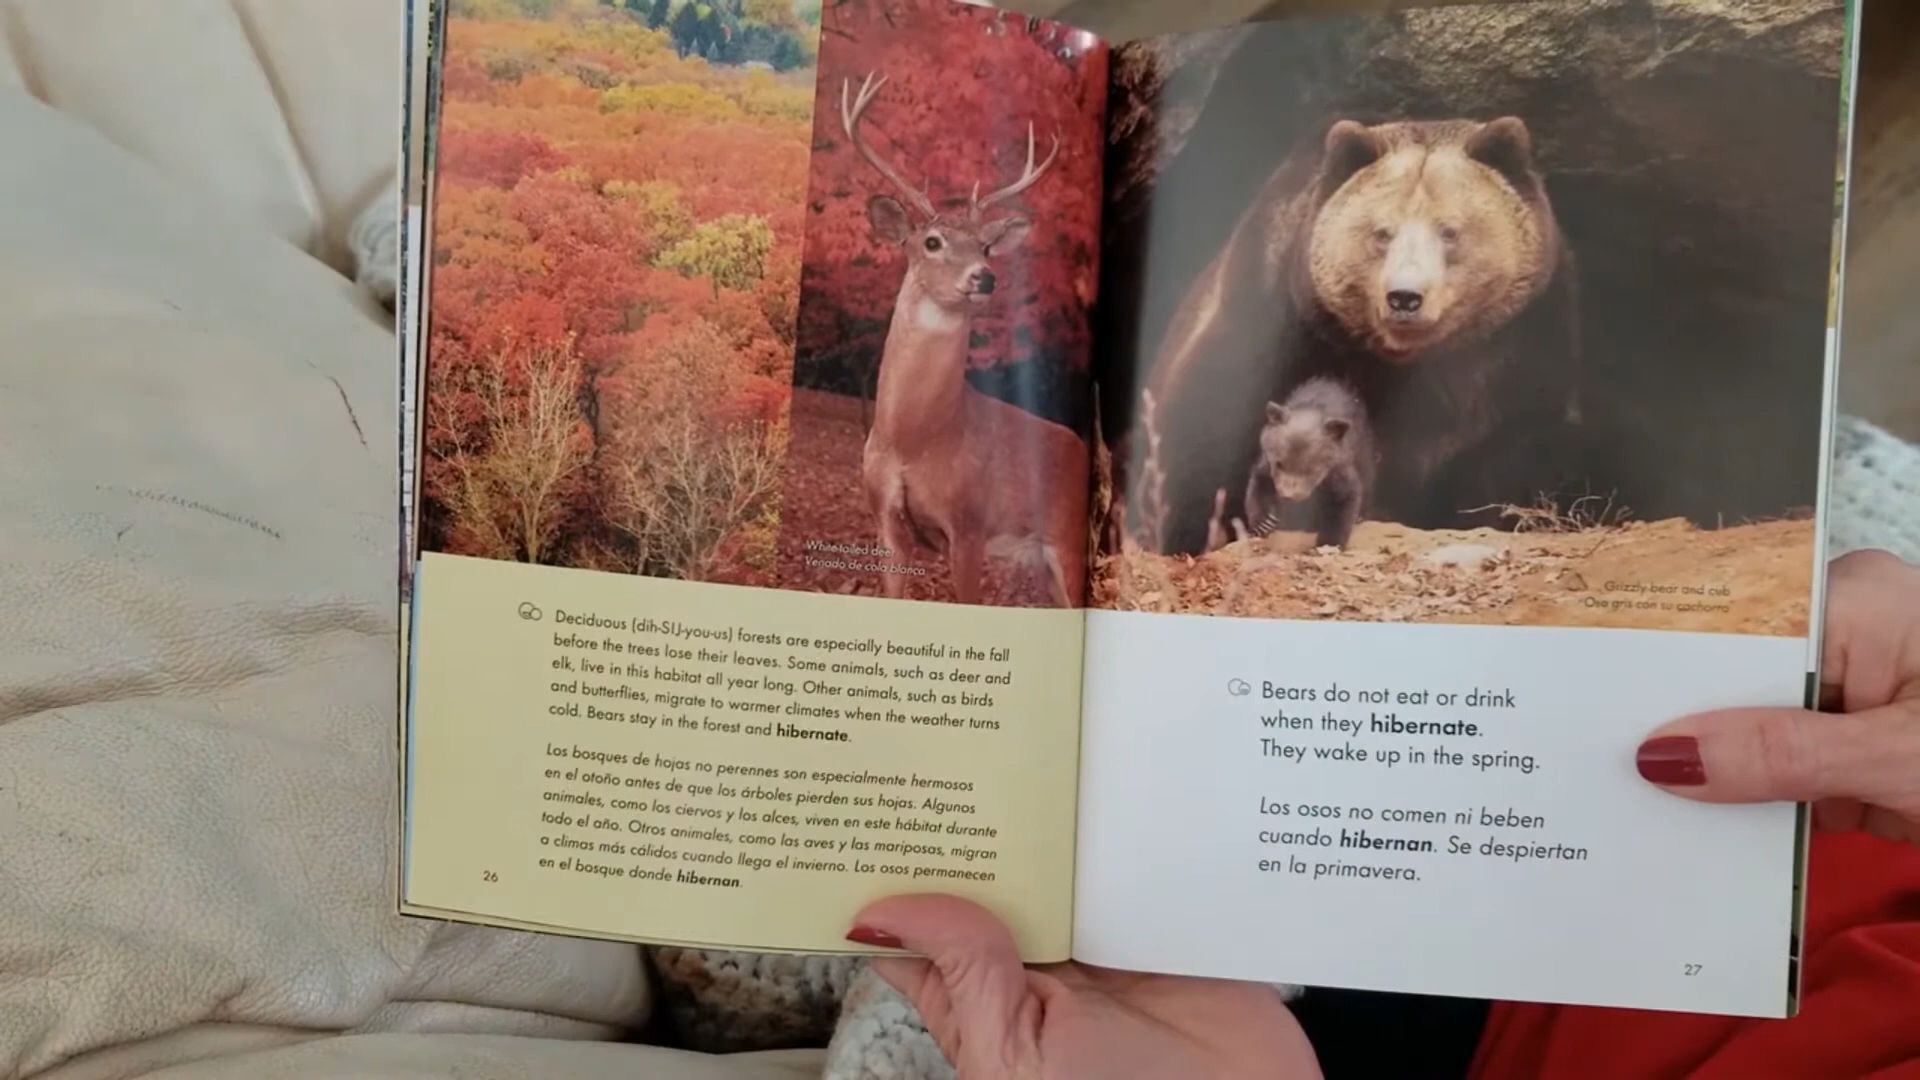 White-tailed deer
Venado de cola blanca
Deciduous (dih-SIJ-you-us) forests are especially beautiful in the fall
before the trees lose their leaves. Some animals, such as deer and
elk, live in this habitat all year long. Other animals, such as birds
and butterflies, migrate to warmer climates when the weather turns
cold. Bears stay in the forest and hibernate.
Los bosques de hojas no perennes son especialmente hermosos
en el otoño antes de que los árboles pierden sus hojas. Algunos
animales, como los ciervos y los alces, viven en este hábitat durante
todo el año. Otros animales, como las aves y las mariposas, migran
a climas más cálidos cuando llega el invierno. Los osos permanecen
en el bosque donde hibernan.
26
Grizzly bear and cub
Osa gris con su cachorro
Bears do not eat or drink
when they hibernate.
They wake up in the spring.
Los osos no comen ni beben
cuando hibernan. Se despiertan
en la primavera.
27